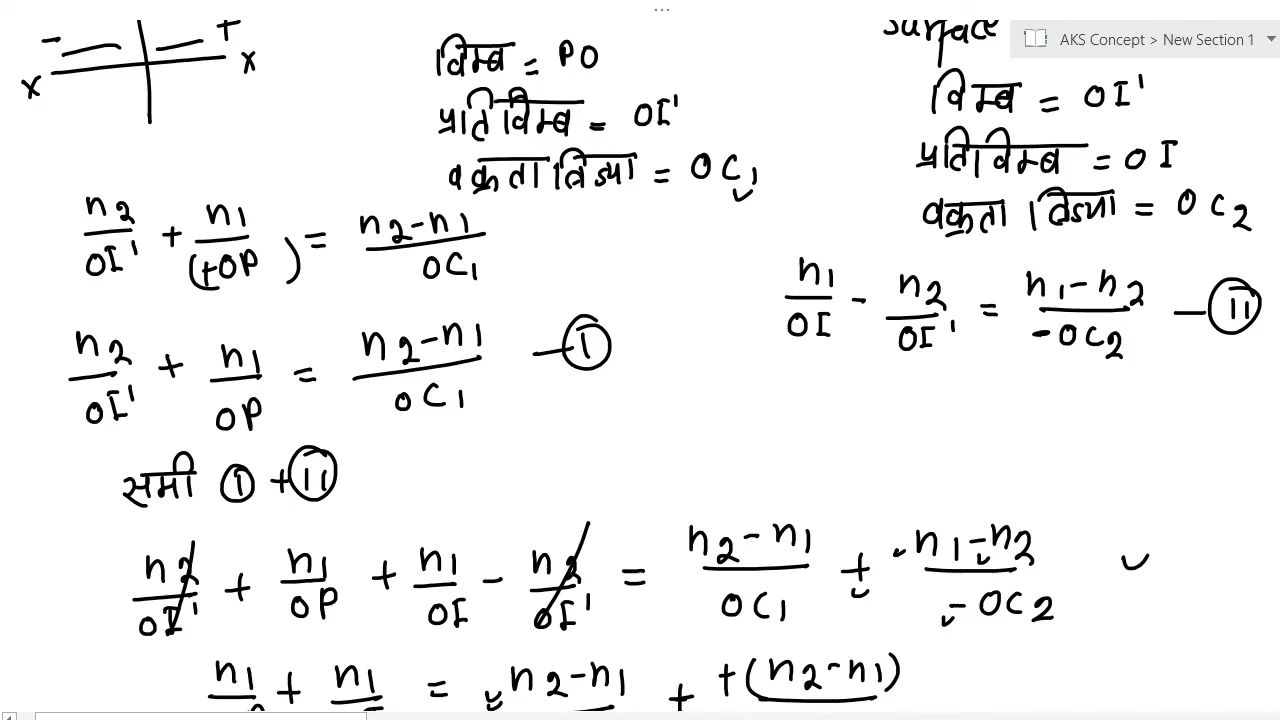 ...
- +
x x
surface
AKS Concept > New Section 1
बिम्ब = PO
प्रतिबिम्ब = OI'
वक्रता त्रिज्या = OC₁
बिम्ब = OI'
प्रतिबिम्ब = OI
वक्रता त्रिज्या = OC₂
n₂/OI' + n₁/(+OP) = n₂-n₁/OC₁
n₁/OI - n₂/OI' = n₁-n₂/-OC₂ — II
n₂/OI' + n₁/OP = n₂-n₁/OC₁ — I
समी I + II
n₂/OI' + n₁/OP + n₁/OI - n₂/OI' = n₂-n₁/OC₁ + n₁-n₂/-OC₂
n₁ + n₁ = n₂-n₁ + +(n₂-n₁)